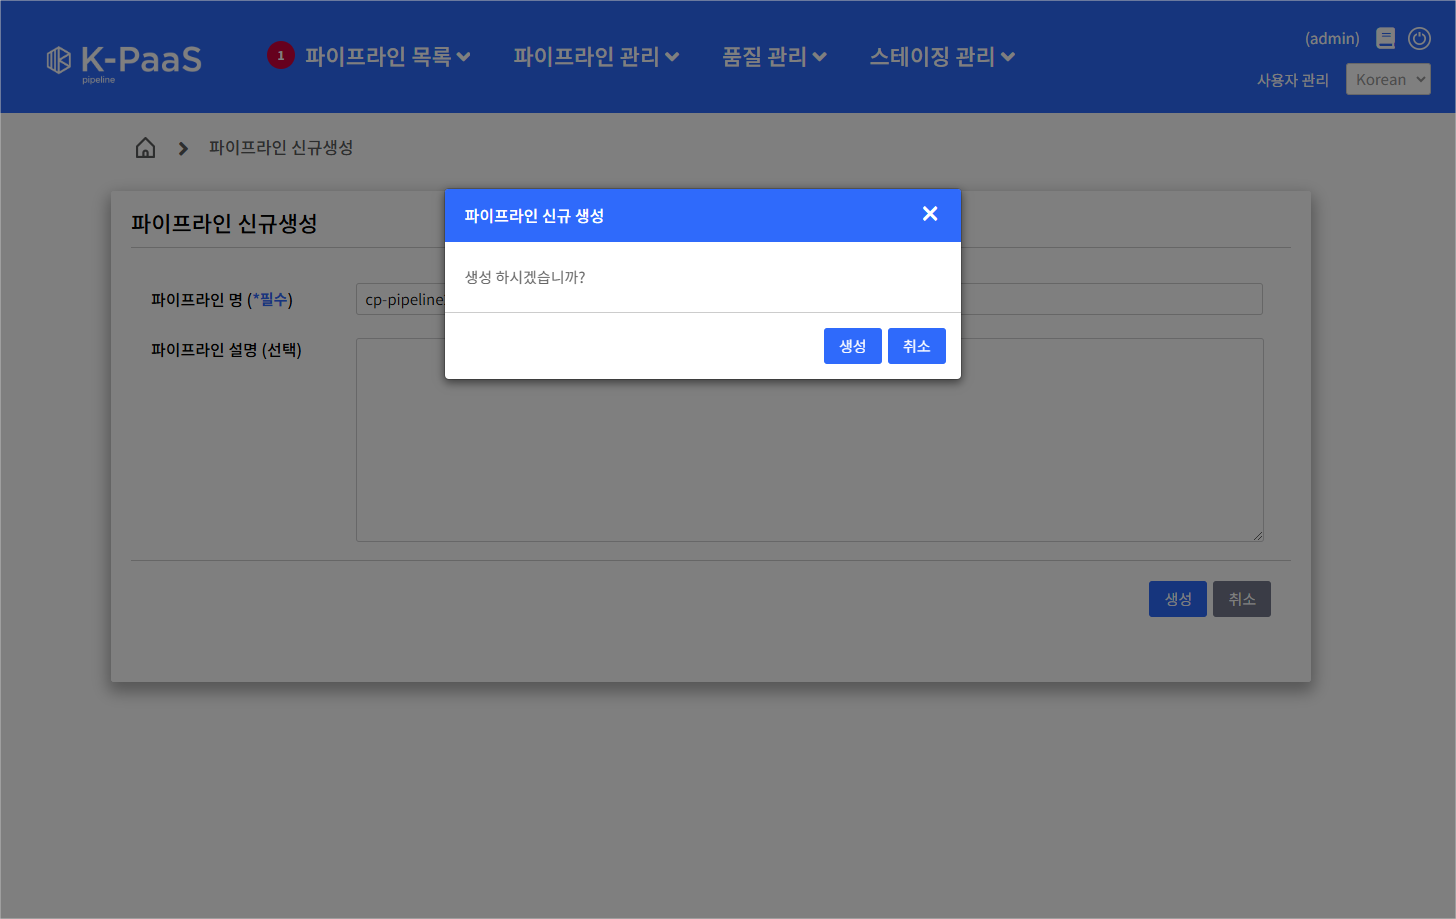 K-PaaS
pipeline
1 파이프라인 목록 파이프라인 관리 품질 관리 스테이징 관리
(admin)
사용자 관리 Korean
파이프라인 신규생성
파이프라인 신규생성
파이프라인 신규 생성
생성 하시겠습니까?
생성 취소
파이프라인 명 (*필수) cp-pipeline
파이프라인 설명 (선택)
생성 취소